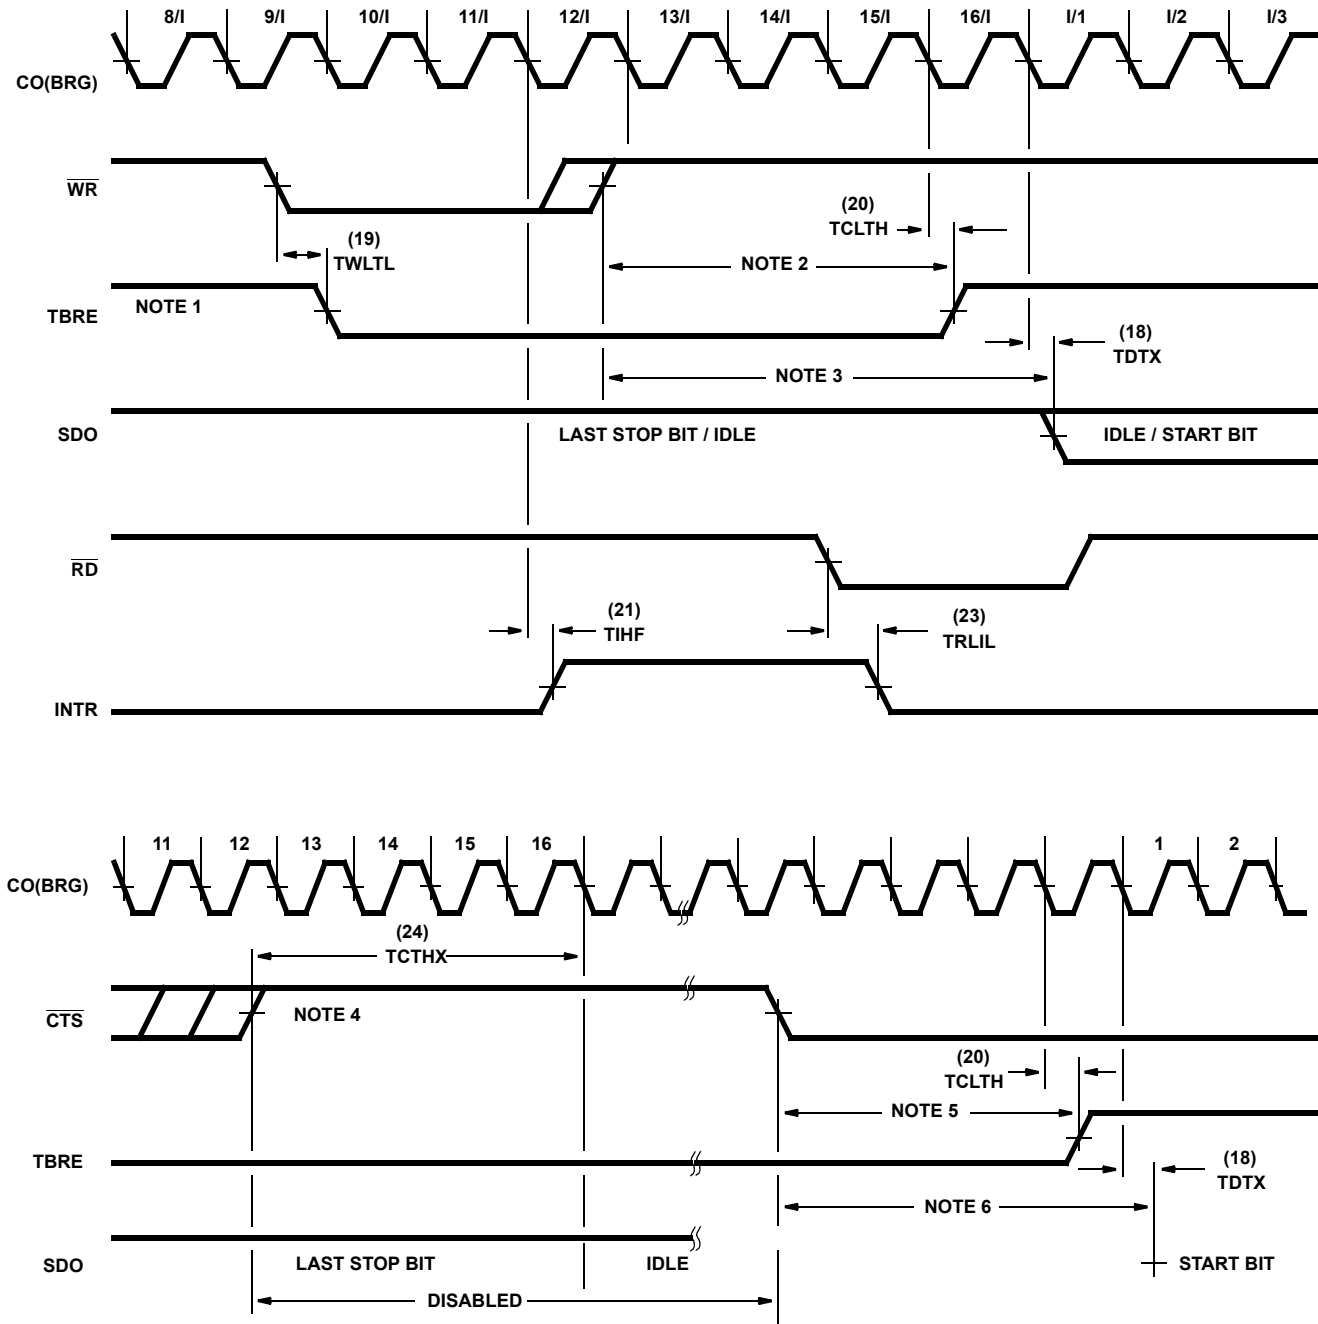 8/I 9/I 10/I 11/I 12/I 13/I 14/I 15/I 16/I I/1 I/2 I/3
CO(BRG)
WR
(20)
TCLTH
(19)
TWLTL
NOTE 2
NOTE 1
TBRE
(18)
TDTX
NOTE 3
SDO
LAST STOP BIT / IDLE
IDLE / START BIT
RD
(21)
TIHF
(23)
TRLIL
INTR
11 12 13 14 15 16 1 2
CO(BRG)
(24)
TCTHX
CTS
NOTE 4
(20)
TCLTH
NOTE 5
TBRE
(18)
TDTX
NOTE 6
SDO
LAST STOP BIT
IDLE
START BIT
DISABLED